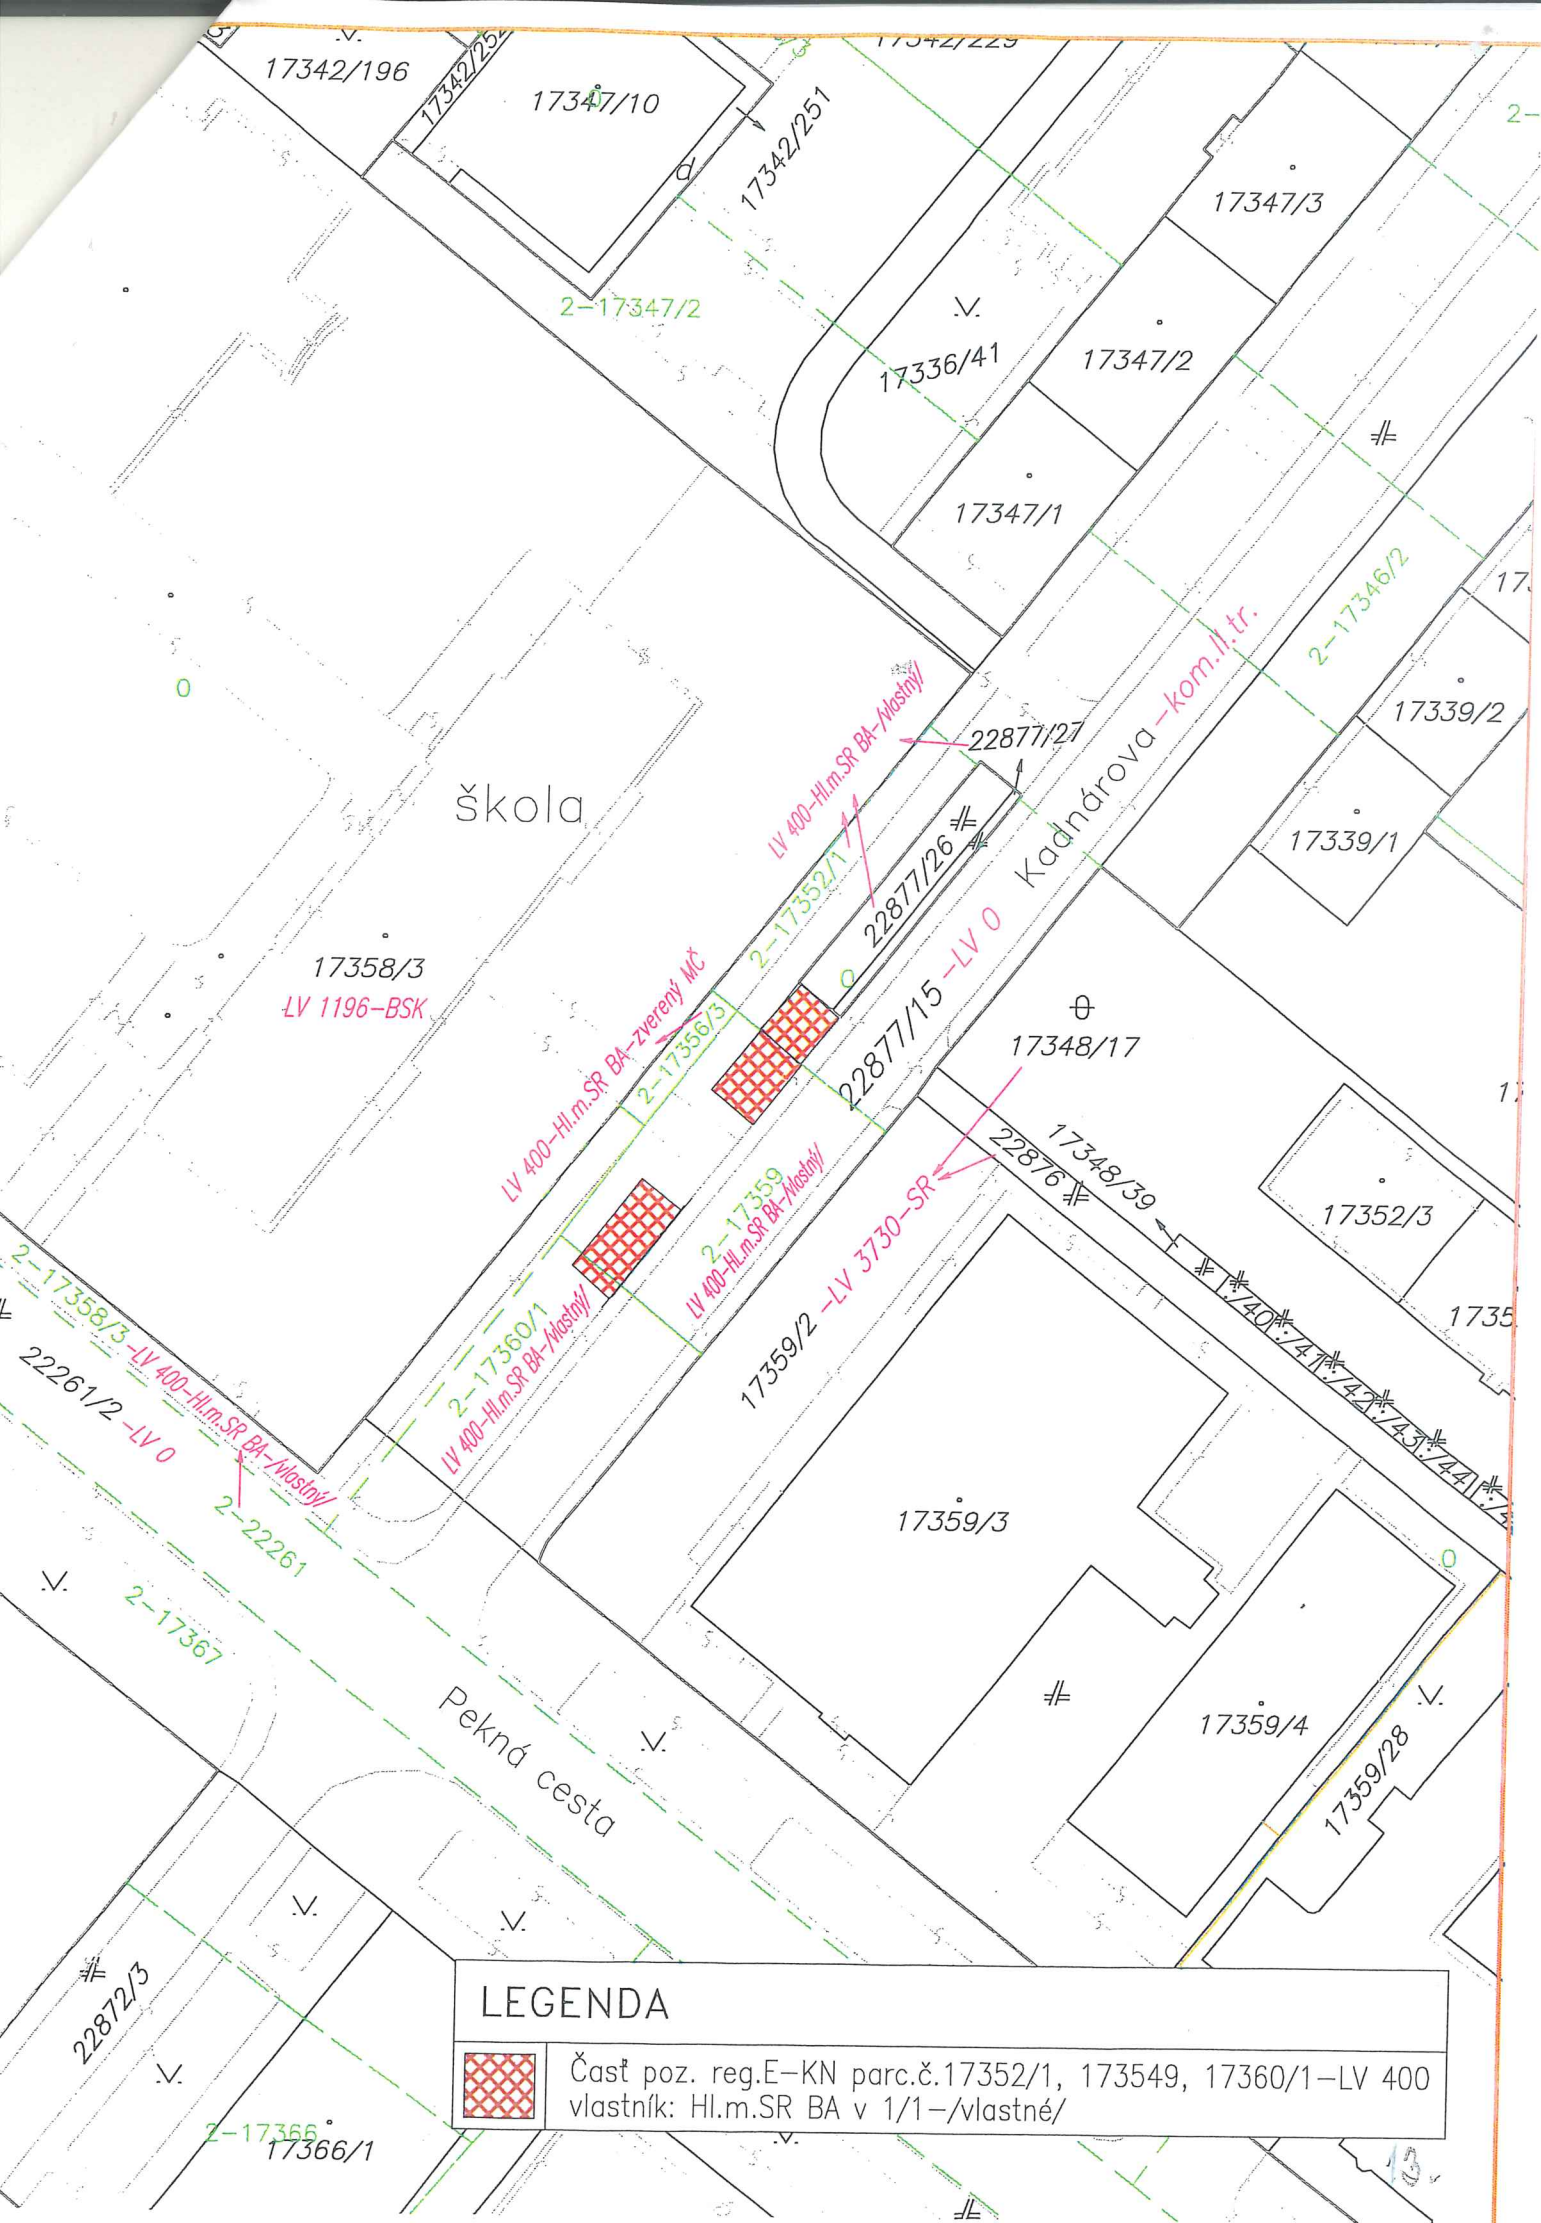 17342/196
17342/252
17347/10
17342/251
17342/229
17347/3
2-17347/2
17336/41
17347/2
17347/1
2-17346/2
17339/2
17339/1
22877/27
Kadnárova -kom.II.tr.
škola
LV 400-Hl.m.SR BA-/vlastný/
2-17352/1
22877/26
22877/15 -LV 0
17358/3
LV 1196-BSK
LV 400-Hl.m.SR BA-zverený MČ
2-17356/3
17348/17
22876
17348/39
17352/3
2-17359
LV 400-Hl.m.SR BA-/vlastný/
17359/2 -LV 3730-SR
2-17360/1
LV 400-Hl.m.SR BA-/vlastný/
2-17358/3 -LV 400-Hl.m.SR BA-/vlastný/
22261/2 -LV 0
2-22261
2-17367
/40
/41
/42
/43
/44
17359/3
17359/4
17359/28
Pekná cesta
22872/3
2-17366
17366/1
LEGENDA
Časť poz. reg.E-KN parc.č.17352/1, 173549, 17360/1-LV 400
vlastník: Hl.m.SR BA v 1/1-/vlastné/
13.